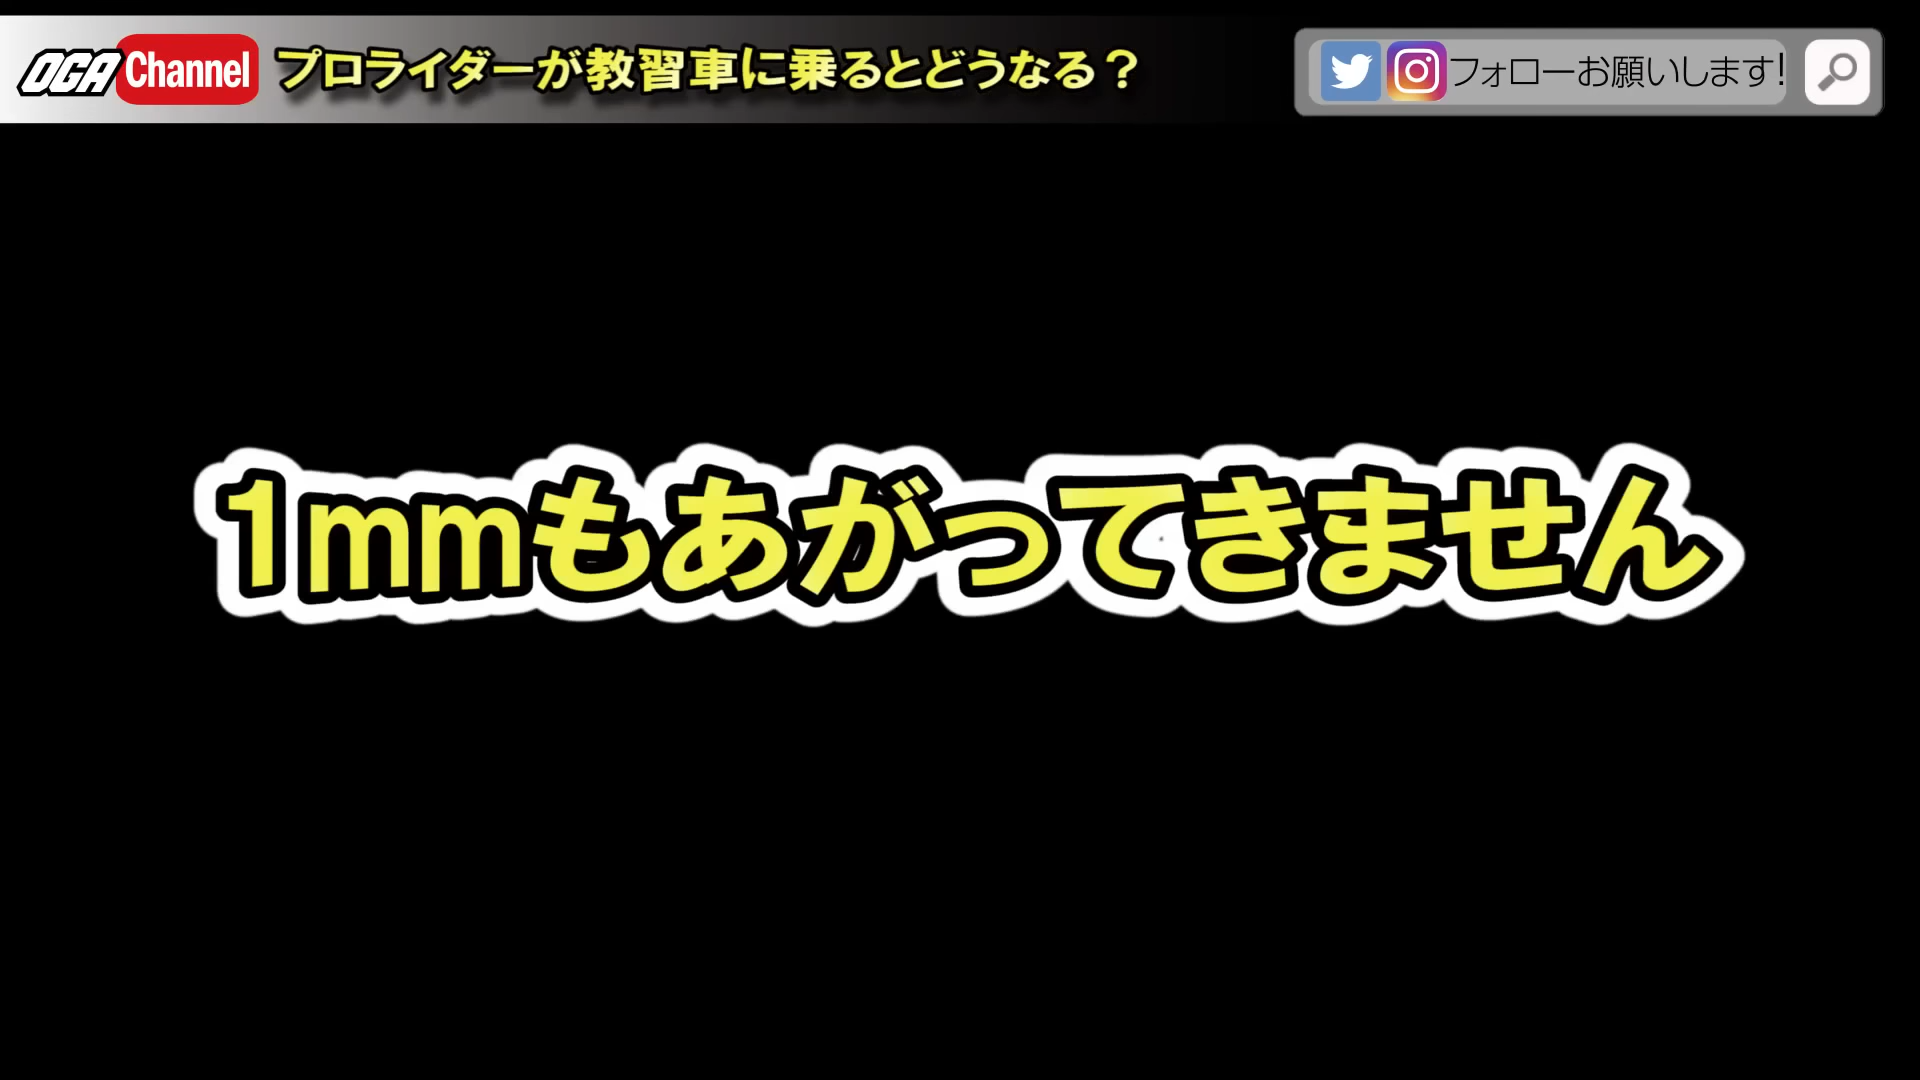 OGA Channel プロライダーが教習車に乗るとどうなる？
フォローお願いします!
1mmもあがってきません